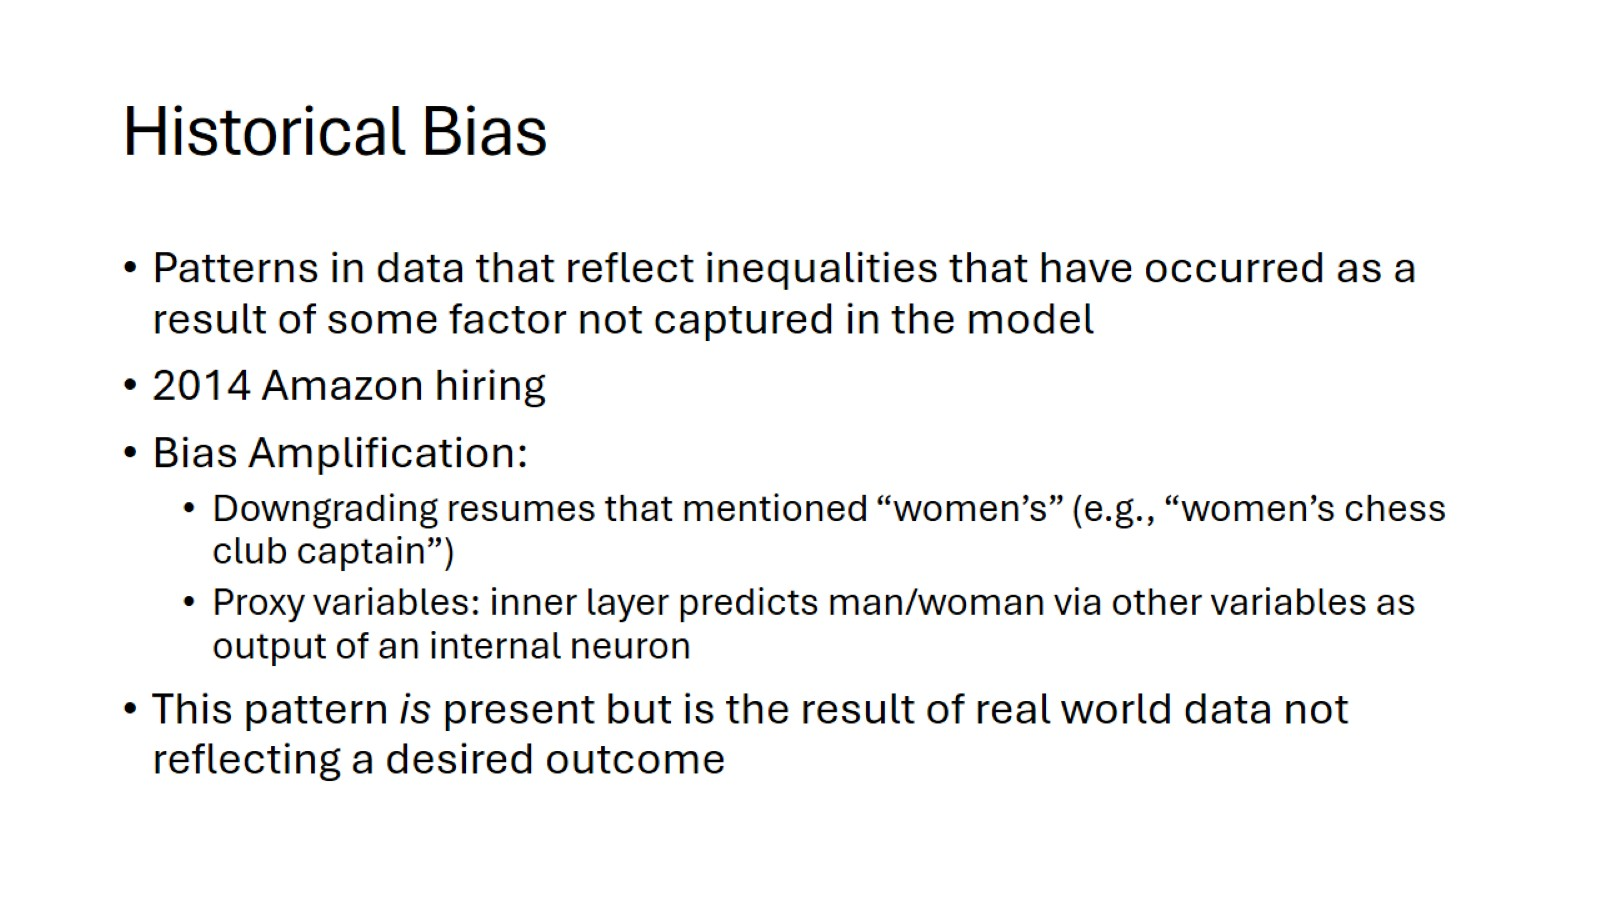 Historical Bias
• Patterns in data that reflect inequalities that have occurred as a
result of some factor not captured in the model
• 2014 Amazon hiring
• Bias Amplification:
• Downgrading resumes that mentioned “women’s” (e.g., “women’s chess
club captain”)
• Proxy variables: inner layer predicts man/woman via other variables as
output of an internal neuron
• This pattern is present but is the result of real world data not
reflecting a desired outcome